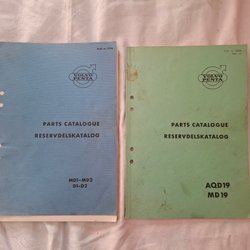 VOLVO
PENTA
PARTS CATALOGUE
RESERVDELSKATALOG
MD1–MD2
D1–D2
VOLVO
PENTA
PARTS CATALOGUE
RESERVDELSKATALOG
AQD19
MD19